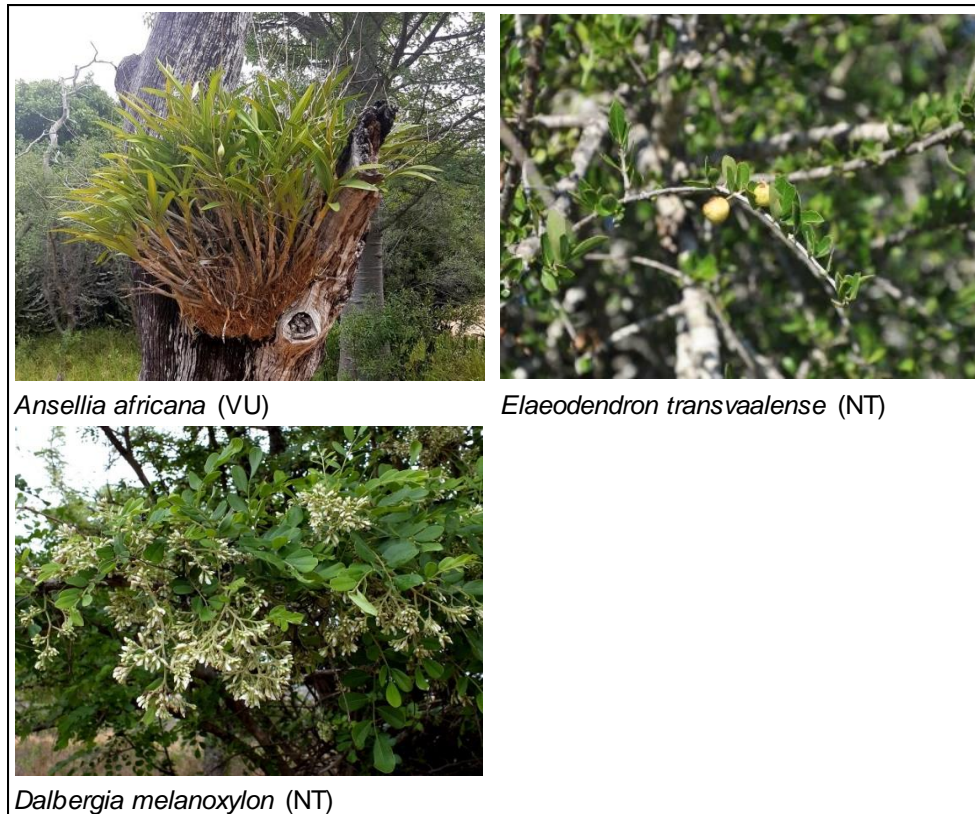 Ansellia africana (VU)
Elaeodendron transvaalense (NT)
Dalbergia melanoxylon (NT)